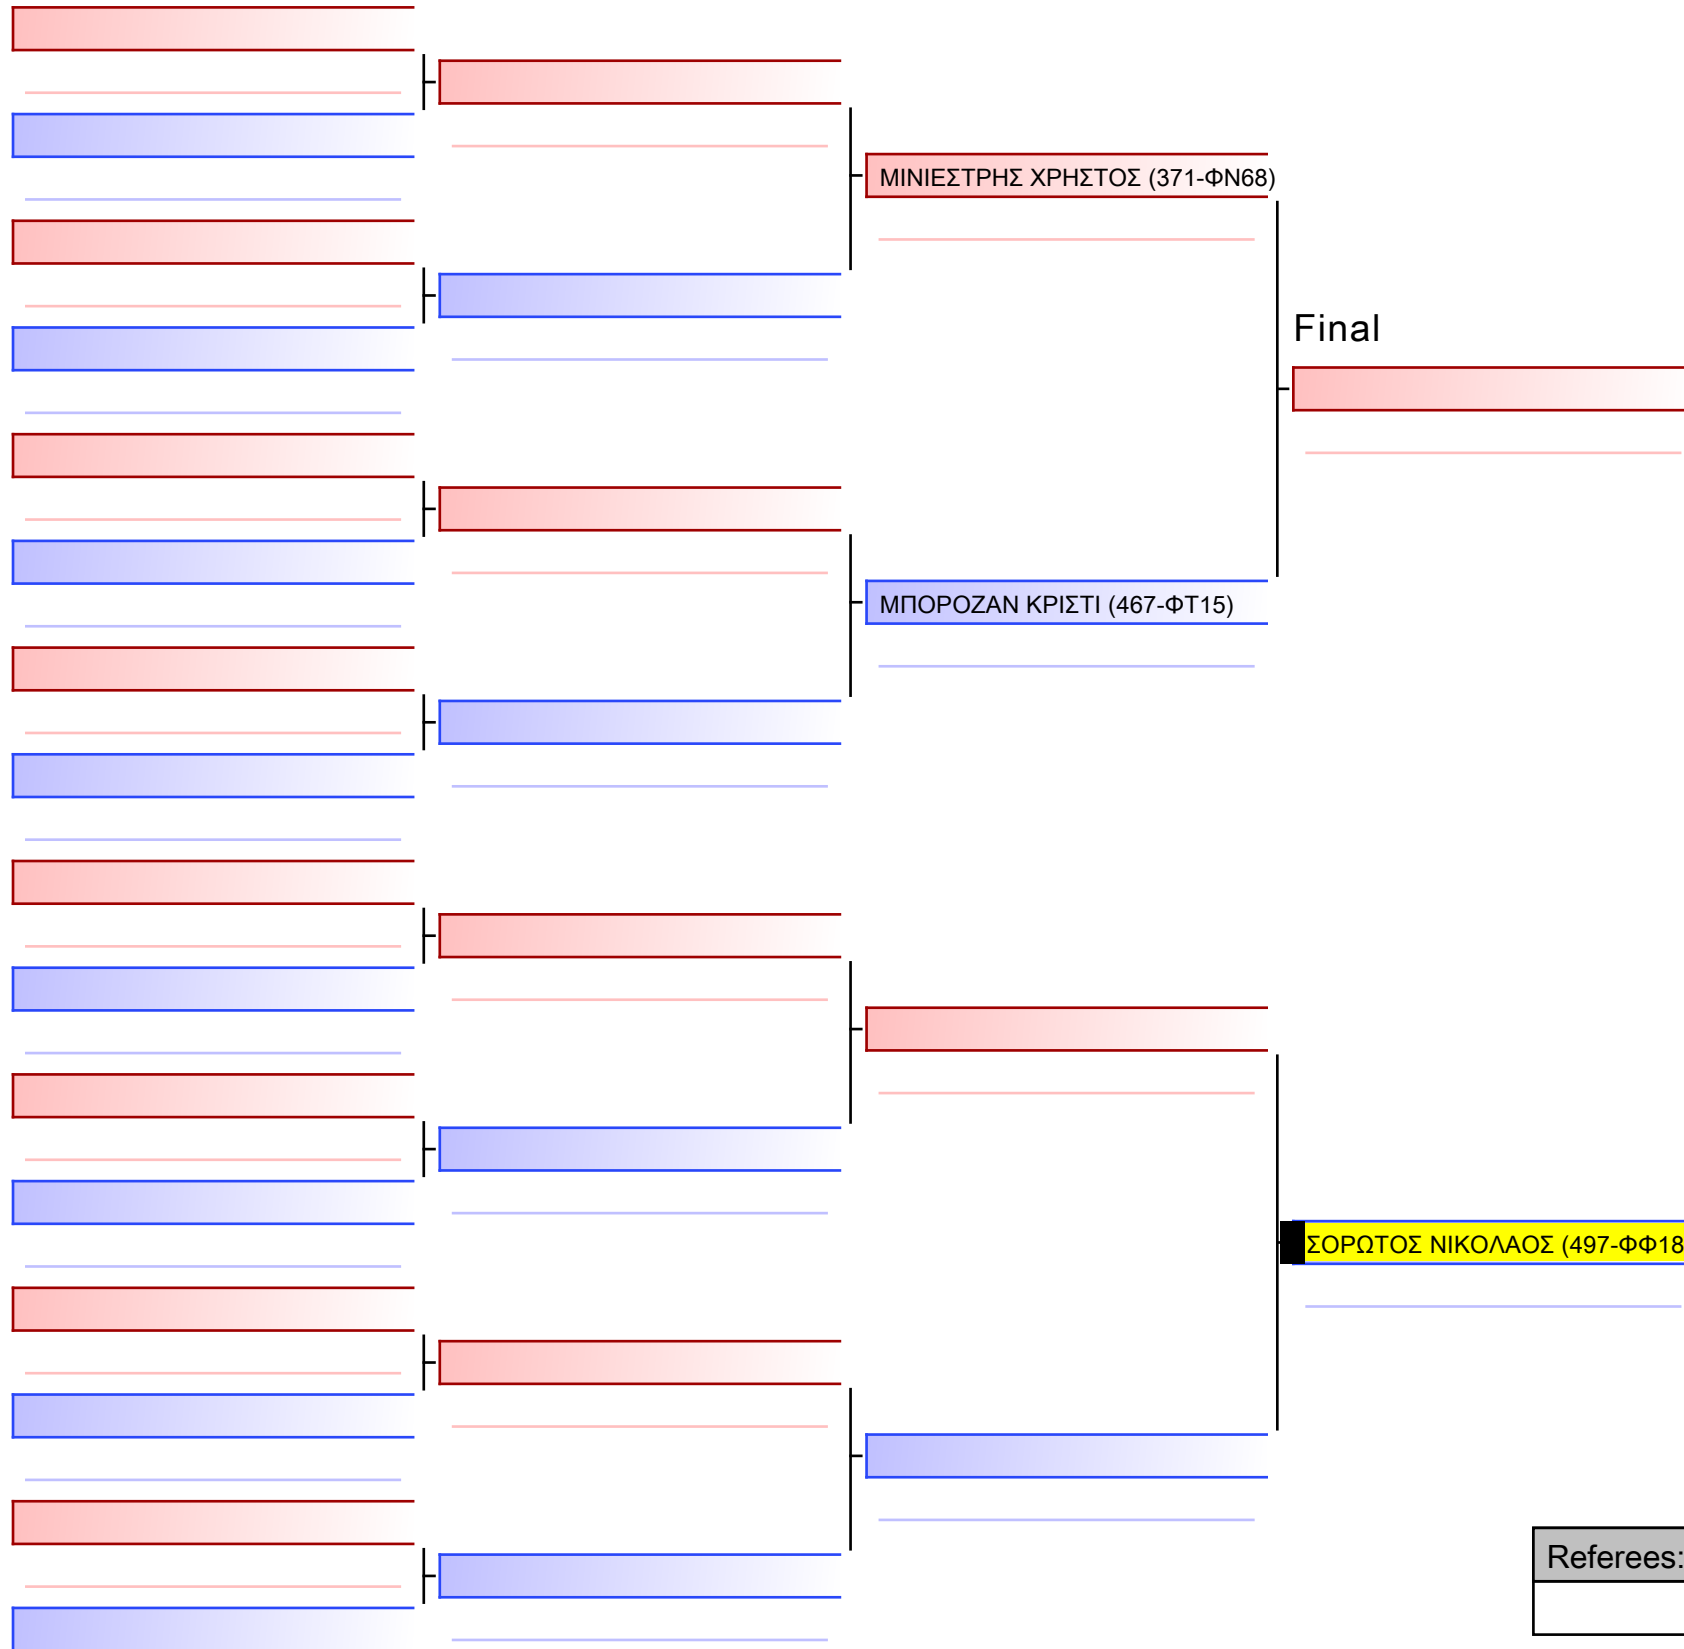 ΜΙΝΙΕΣΤΡΗΣ ΧΡΗΣΤΟΣ (371-ΦΝ68)
Final
ΜΠΟΡΟΖΑΝ ΚΡΙΣΤΙ (467-ΦΤ15)
ΣΟΡΩΤΟΣ ΝΙΚΟΛΑΟΣ (497-ΦΦ18
Referees: